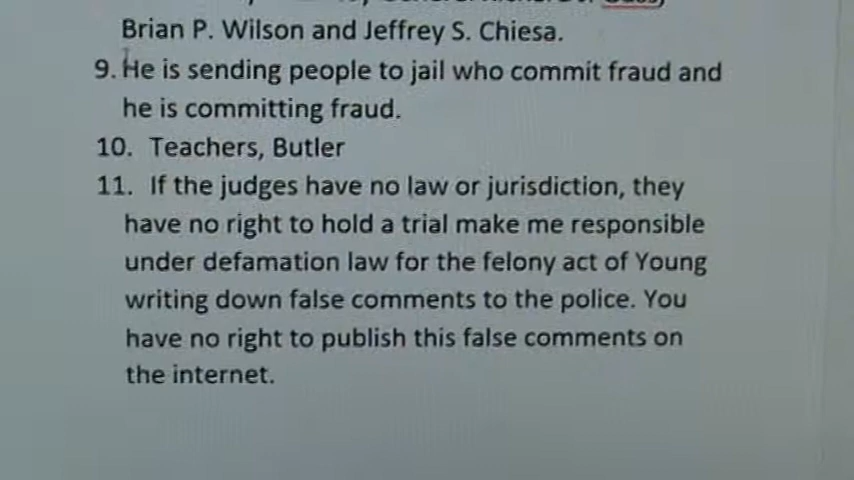 Brian P. Wilson and Jeffrey S. Chiesa.
9. He is sending people to jail who commit fraud and
he is committing fraud.
10. Teachers, Butler
11. If the judges have no law or jurisdiction, they
have no right to hold a trial make me responsible
under defamation law for the felony act of Young
writing down false comments to the police. You
have no right to publish this false comments on
the internet.